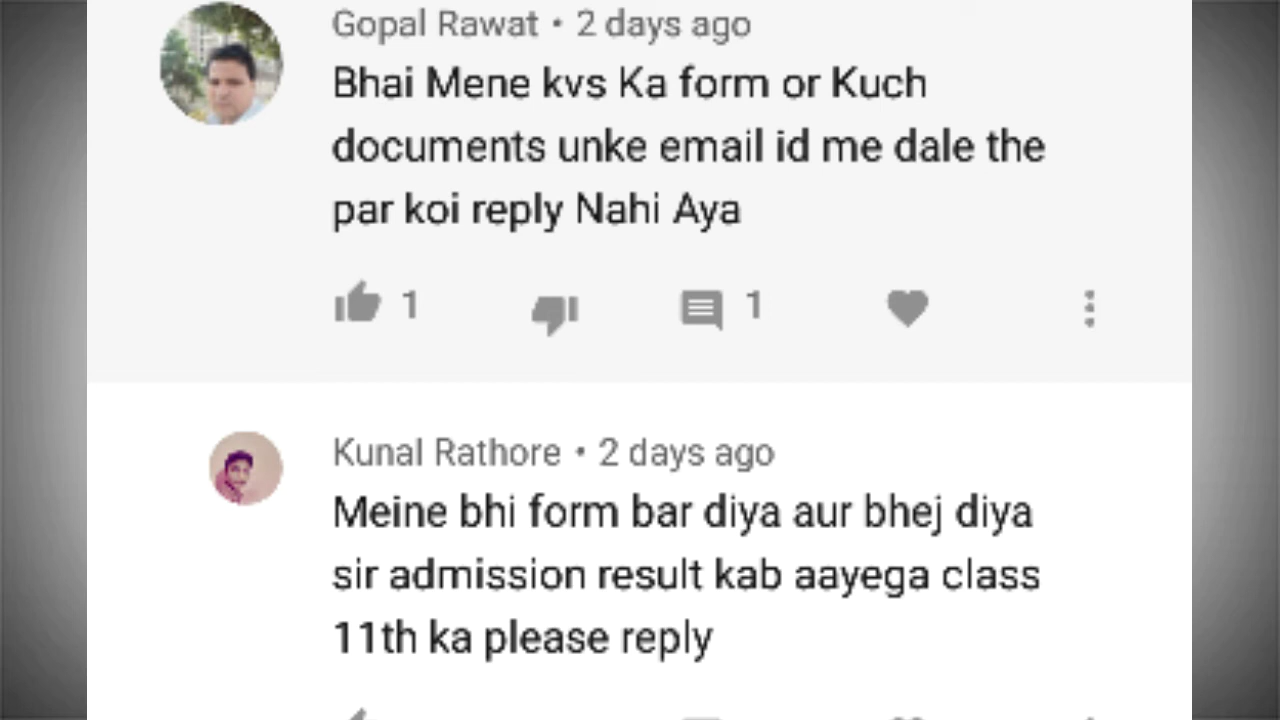 Gopal Rawat • 2 days ago
Bhai Mene kvs Ka form or Kuch
documents unke email id me dale the
par koi reply Nahi Aya
1 1
Kunal Rathore • 2 days ago
Meine bhi form bar diya aur bhej diya
sir admission result kab aayega class
11th ka please reply